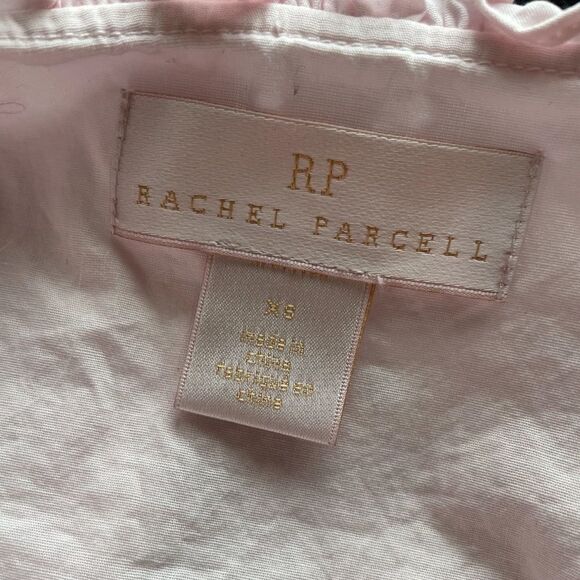 RP
RACHEL PARCELL
XS
made in
China
Fabriqué en
Chine